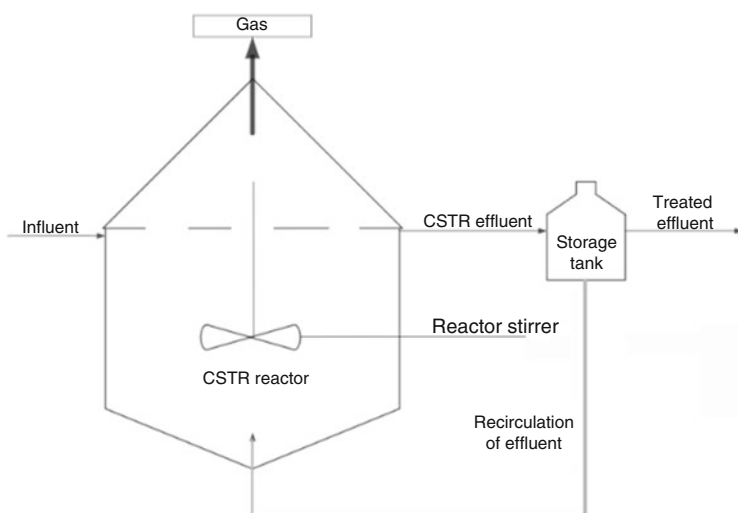 Gas
Influent
CSTR effluent
Treated
effluent
Storage
tank
Reactor stirrer
CSTR reactor
Recirculation
of effluent